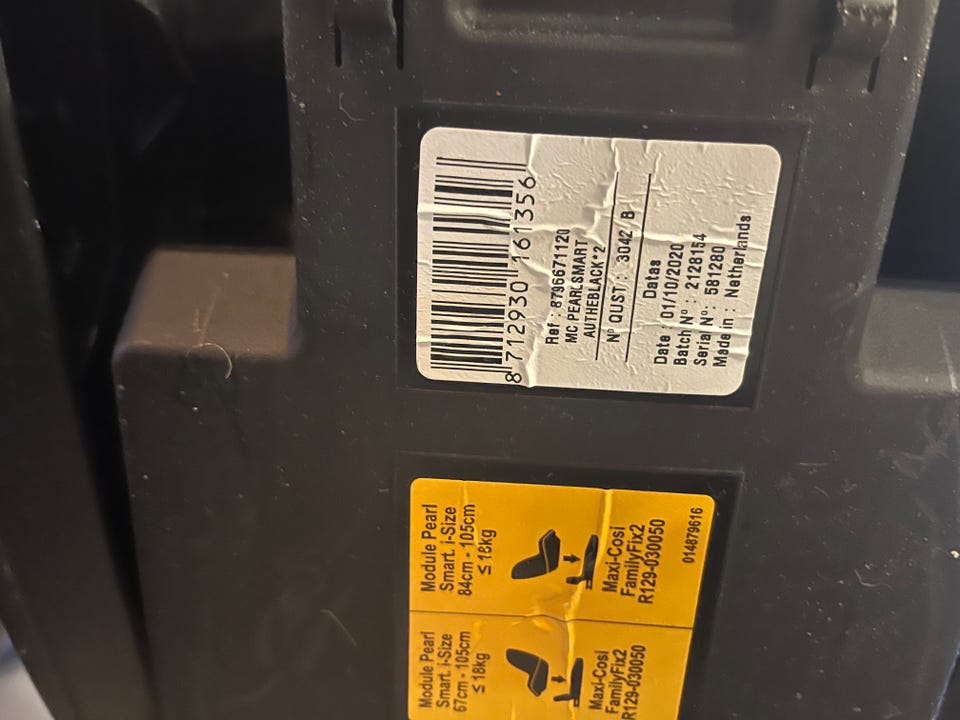 8 712930 161356
Ref : 8796671120
MC PEARLSMART
AUTHEBLACK*2
N° QUST : 3042 / B
Datas
Date : 01/10/2020
Batch N° : 2128154
Serial N° : 581280
Made in : Netherlands
Module Pearl
Smart. i-Size
84cm - 105cm
≤ 18kg
Maxi-Cosi
FamilyFix2
R129-030050
014879616
Module Pearl
Smart. i-Size
67cm - 105cm
≤ 18kg
Maxi-Cosi
FamilyFix2
R129-030050